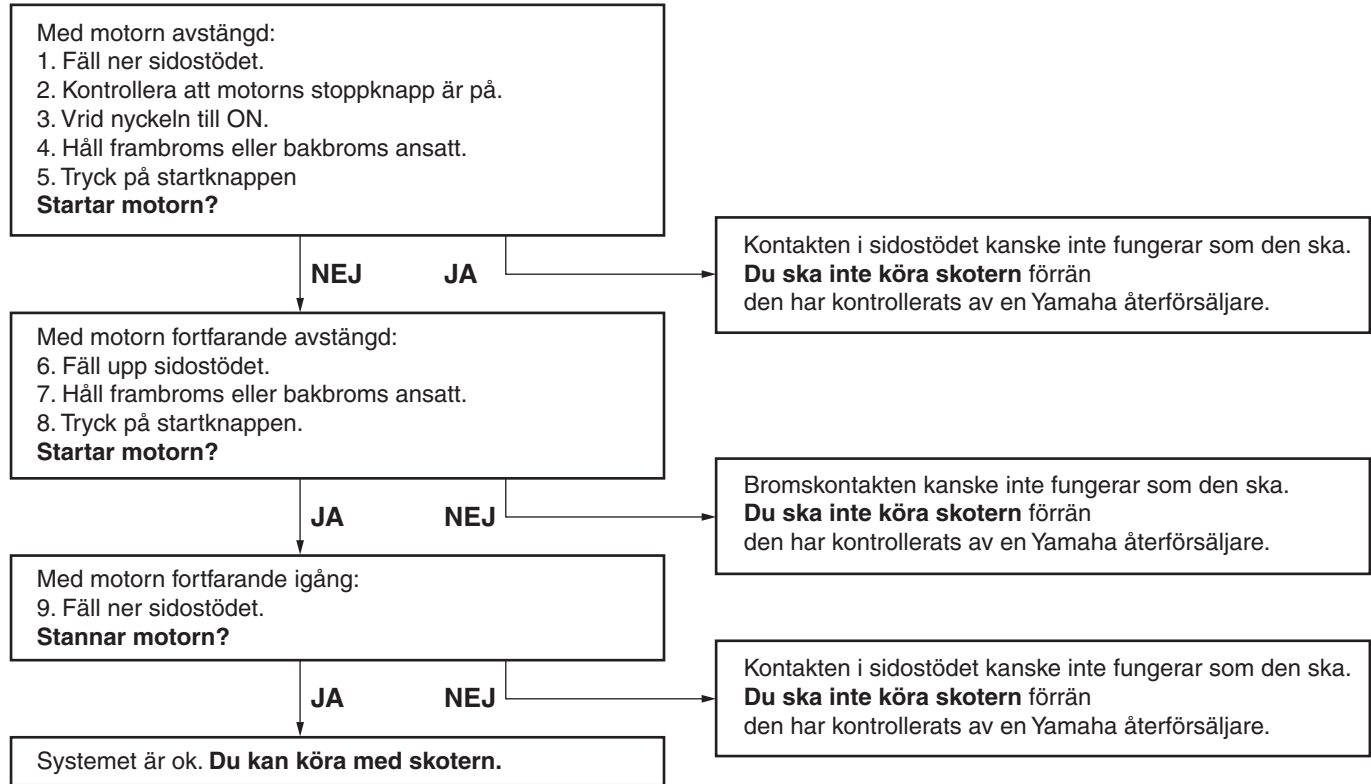 Med motorn avstängd:
1. Fäll ner sidostödet.
2. Kontrollera att motorns stoppknapp är på.
3. Vrid nyckeln till ON.
4. Håll frambroms eller bakbroms ansatt.
5. Tryck på startknappen
Startar motorn?
NEJ JA
Kontakten i sidostödet kanske inte fungerar som den ska.
Du ska inte köra skotern förrän
den har kontrollerats av en Yamaha återförsäljare.
Med motorn fortfarande avstängd:
6. Fäll upp sidostödet.
7. Håll frambroms eller bakbroms ansatt.
8. Tryck på startknappen.
Startar motorn?
JA NEJ
Bromskontakten kanske inte fungerar som den ska.
Du ska inte köra skotern förrän
den har kontrollerats av en Yamaha återförsäljare.
Med motorn fortfarande igång:
9. Fäll ner sidostödet.
Stannar motorn?
JA NEJ
Kontakten i sidostödet kanske inte fungerar som den ska.
Du ska inte köra skotern förrän
den har kontrollerats av en Yamaha återförsäljare.
Systemet är ok. Du kan köra med skotern.